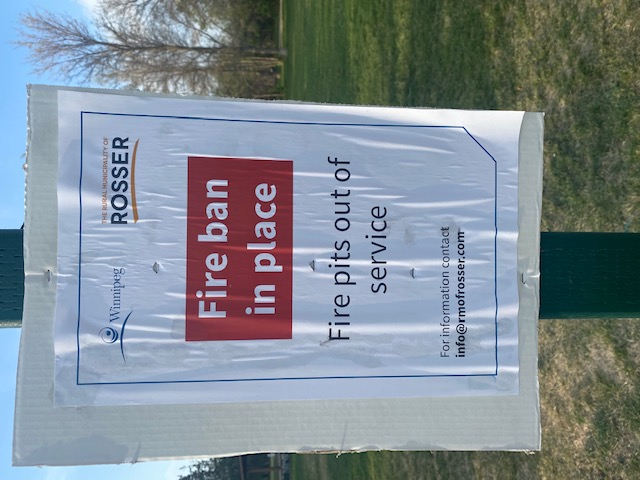 Winnipeg
THE RURAL MUNICIPALITY OF
ROSSER
Fire ban
in place
Fire pits out of
service
For information contact
info@rmofrosser.com